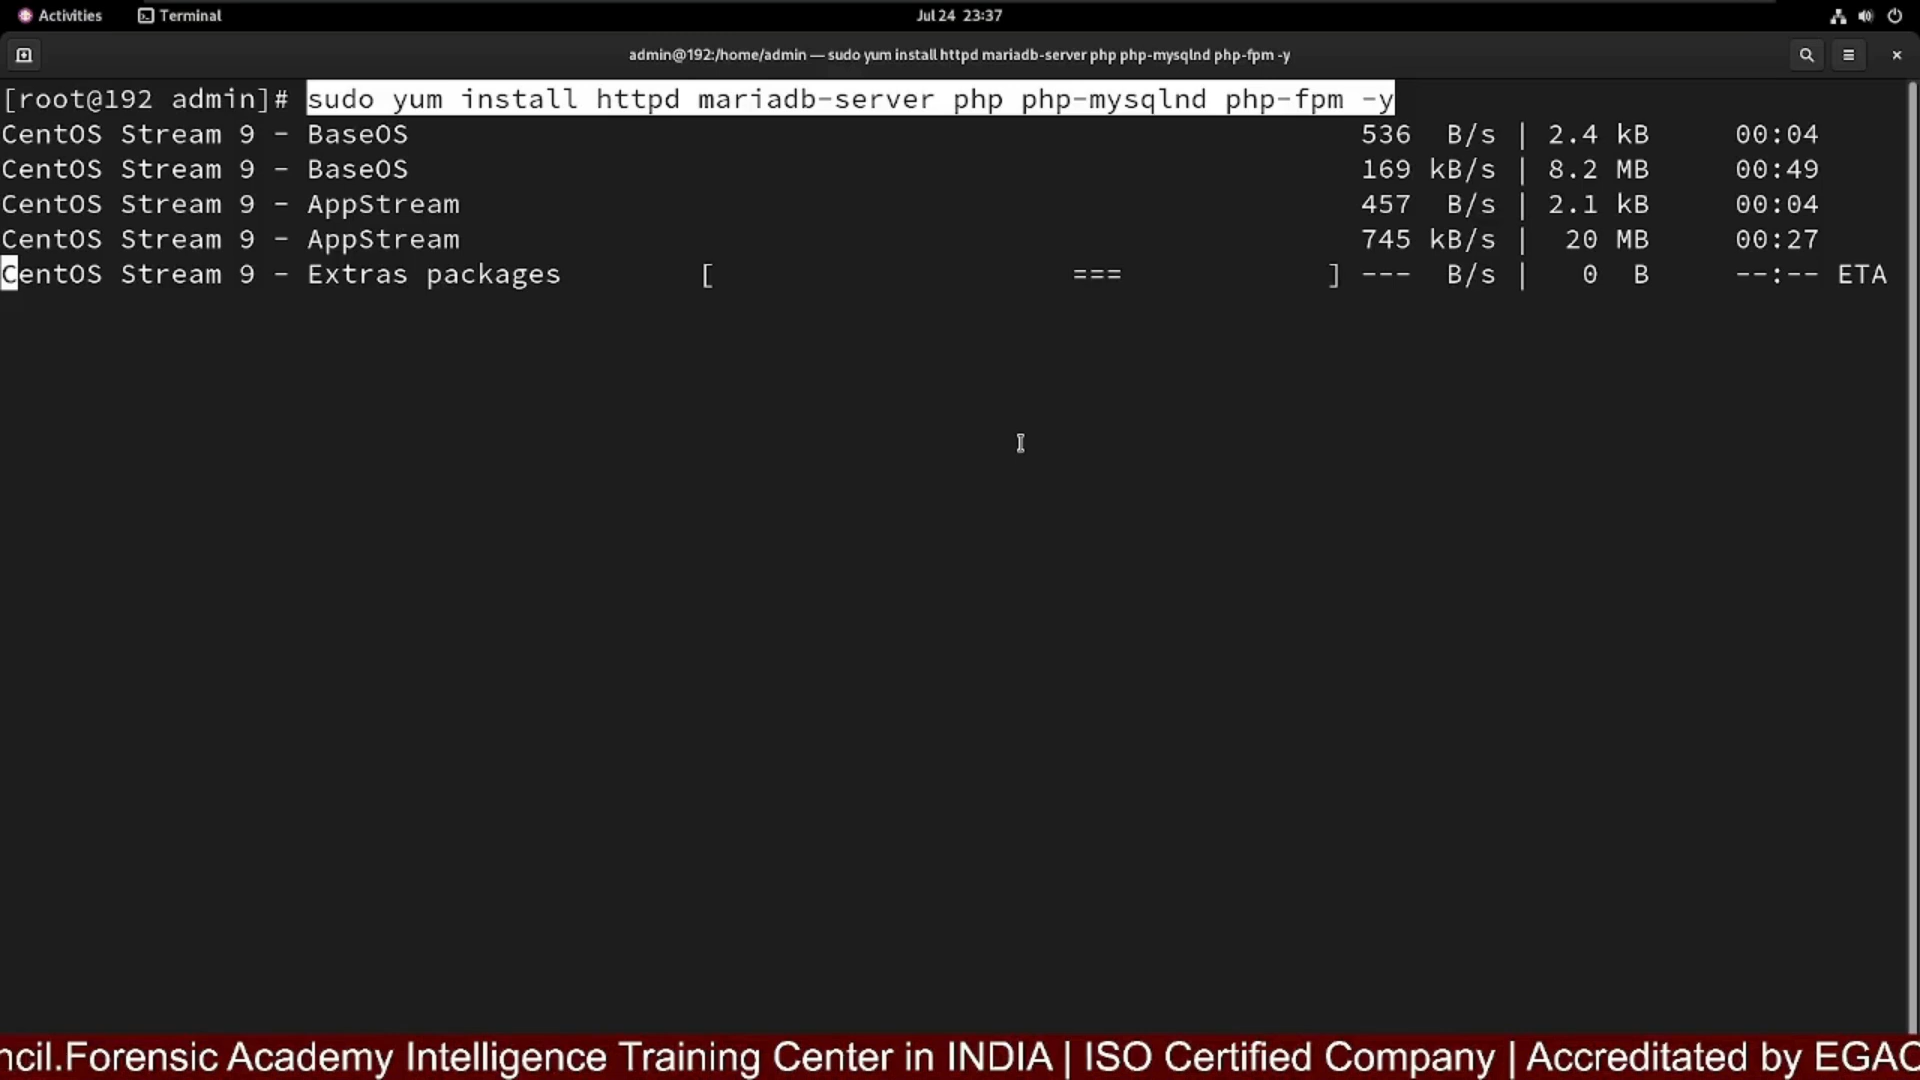 Activities Terminal Jul 24 23:37
admin@192:/home/admin — sudo yum install httpd mariadb-server php php-mysqlnd php-fpm -y
[root@192 admin]# sudo yum install httpd mariadb-server php php-mysqlnd php-fpm -y
CentOS Stream 9 - BaseOS 536 B/s | 2.4 kB 00:04
CentOS Stream 9 - BaseOS 169 kB/s | 8.2 MB 00:49
CentOS Stream 9 - AppStream 457 B/s | 2.1 kB 00:04
CentOS Stream 9 - AppStream 745 kB/s | 20 MB 00:27
CentOS Stream 9 - Extras packages [ === ] --- B/s | 0 B --:-- ETA
ncil.Forensic Academy Intelligence Training Center in INDIA | ISO Certified Company | Accreditated by EGAC